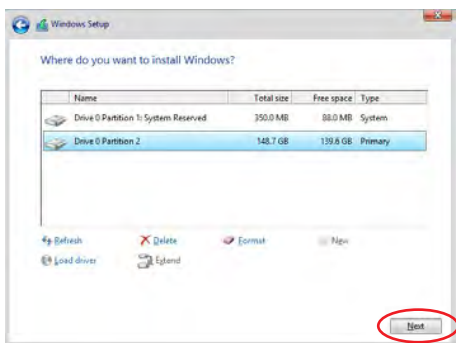 Windows Setup
Where do you want to install Windows?
Name Total size Free space Type
Drive 0 Partition 1: System Reserved 350.0 MB 88.0 MB System
Drive 0 Partition 2 148.7 GB 139.6 GB Primary
Refresh Delete Format New
Load driver Extend
Next